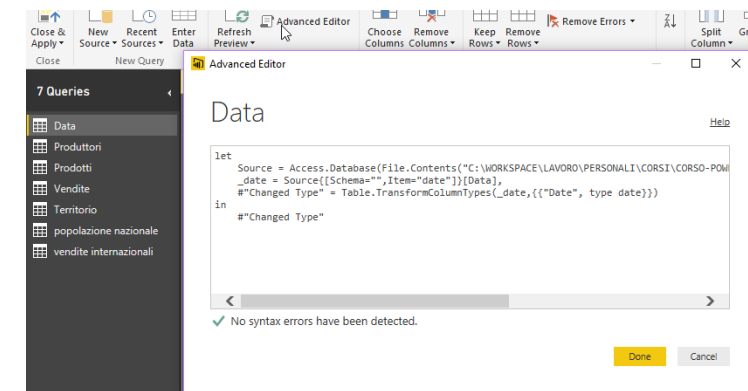 Close & Apply
New Source
Recent Sources
Enter Data
Refresh Preview
Advanced Editor
Choose Columns
Remove Columns
Keep Rows
Remove Rows
Remove Errors
Split Column
Close
New Query
Advanced Editor
7 Queries
Data
Produttori
Prodotti
Vendite
Territorio
popolazione nazionale
vendite internazionali
Data
Help
let
Source = Access.Database(File.Contents("C:\WORKSPACE\LAVORO\PERSONALI\CORSI\CORSO-POWI
_date = Source{[Schema="",Item="date"]}[Data],
#"Changed Type" = Table.TransformColumnTypes(_date,{{"Date", type date}})
in
#"Changed Type"
No syntax errors have been detected.
Done
Cancel